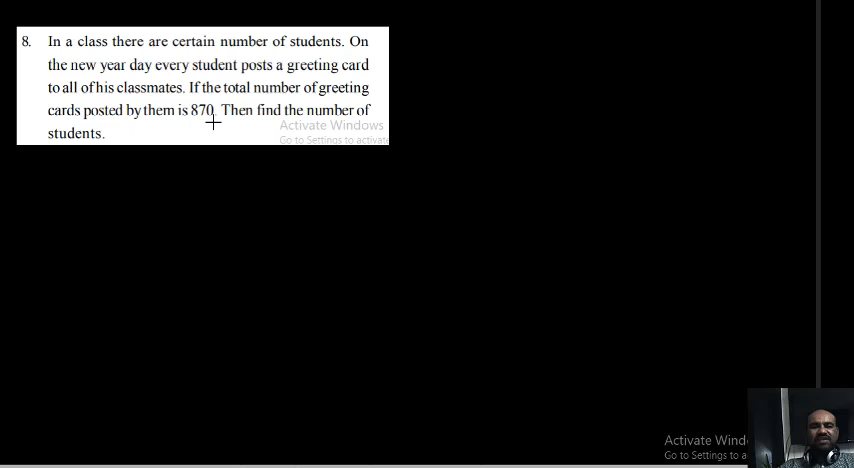 8. In a class there are certain number of students. On
the new year day every student posts a greeting card
to all of his classmates. If the total number of greeting
cards posted by them is 870. Then find the number of
students.
Activate Windows
Go to Settings to activate
Activate Wind
Go to Settings to a